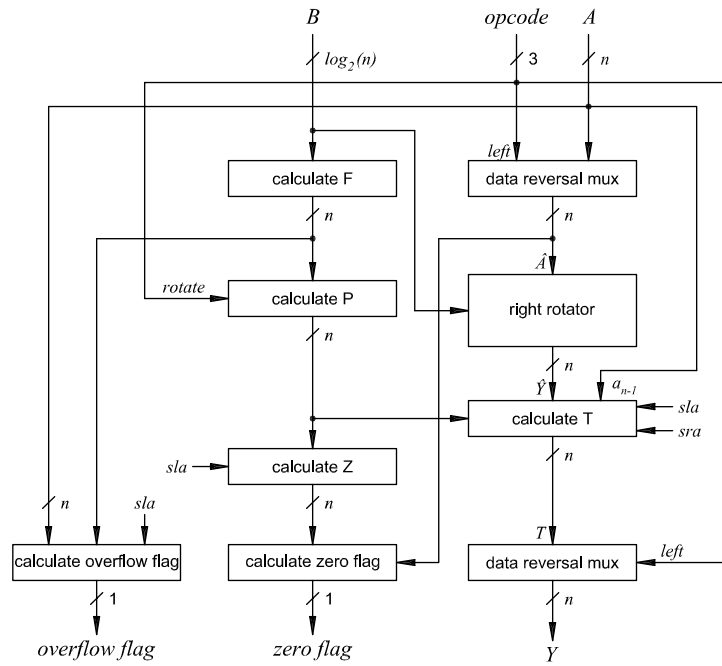 B opcode A
log₂(n) 3 n
left
calculate F data reversal mux
n n
Â
rotate calculate P right rotator
n n
Ŷ aₙ₋₁
calculate T sla
sra
sla calculate Z n
n sla n T
calculate overflow flag calculate zero flag data reversal mux left
1 1 n
overflow flag zero flag Y